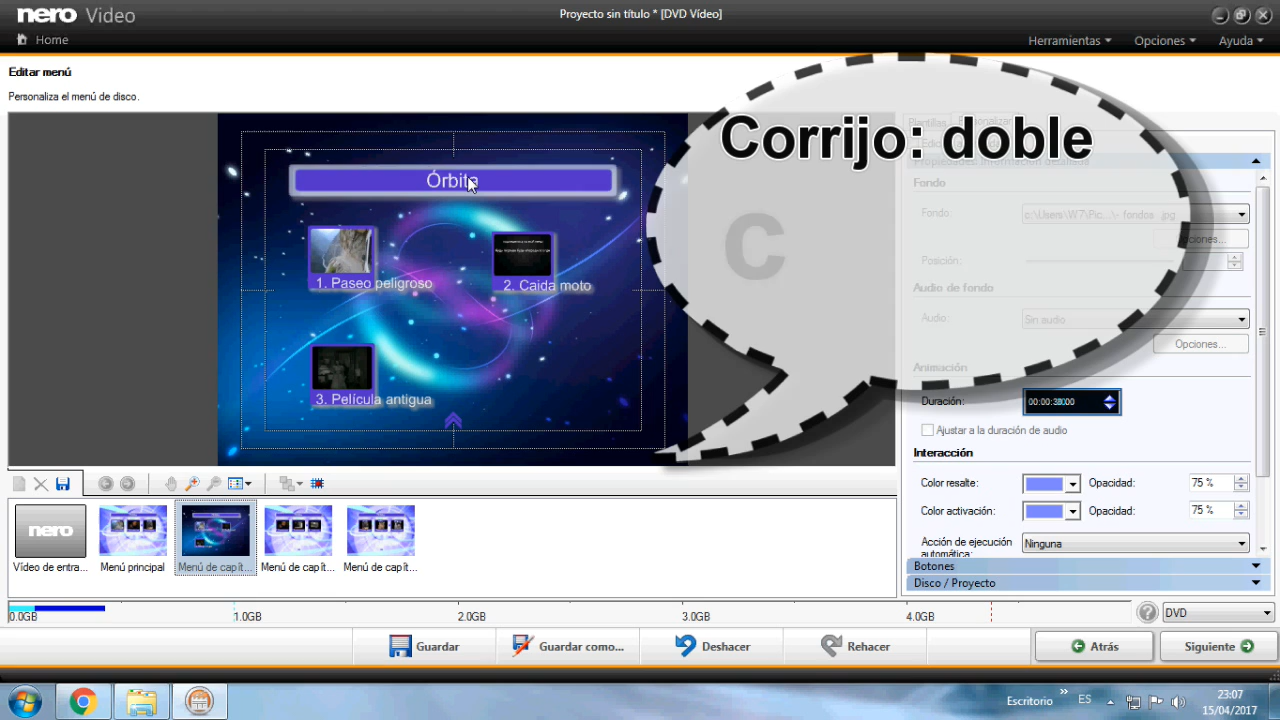 nero Video
Proyecto sin título * [DVD Vídeo]
Home
Herramientas
Opciones
Ayuda
Editar menú
Personaliza el menú de disco.
Corrijo: doble
c
Órbita
1. Paseo peligroso
2. Caida moto
3. Película antigua
Plantillas
Fondo
Fondo:
Posición:
Audio de fondo
Audio:
Sin audio
Opciones...
Animación
Duración:
Ajustar a la duración de audio
Interacción
Color resalte:
Opacidad:
75 %
Color activación:
Opacidad:
75 %
Acción de ejecución
automática:
Ninguna
Botones
Disco / Proyecto
nero
Vídeo de entra...
Menú principal
Menú de capít...
Menú de capít...
Menú de capít...
0.0GB
1.0GB
2.0GB
3.0GB
4.0GB
DVD
Guardar
Guardar como...
Deshacer
Rehacer
Atrás
Siguiente
Escritorio
ES
23:07
15/04/2017